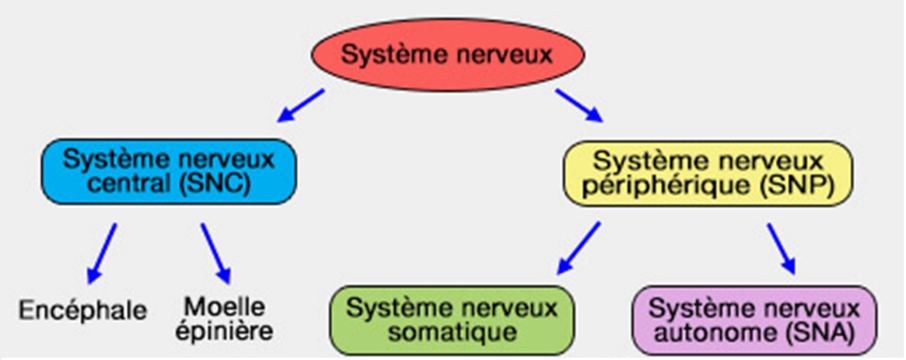 Système nerveux
Système nerveux
central (SNC)
Système nerveux
périphérique (SNP)
Encéphale
Moelle
épinière
Système nerveux
somatique
Système nerveux
autonome (SNA)